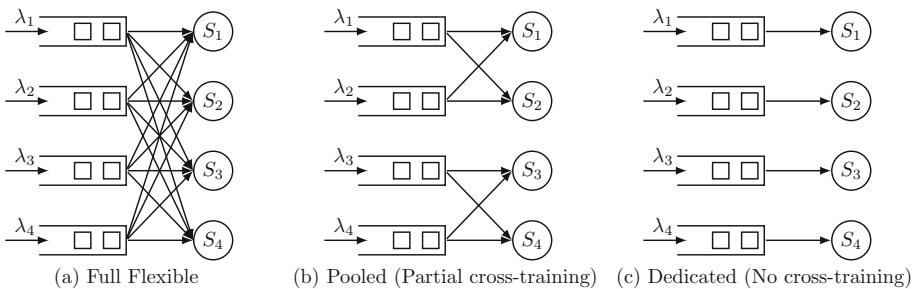 λ1 S1 λ1 S1 λ1 S1
λ2 S2 λ2 S2 λ2 S2
λ3 S3 λ3 S3 λ3 S3
λ4 S4 λ4 S4 λ4 S4
(a) Full Flexible (b) Pooled (Partial cross-training) (c) Dedicated (No cross-training)